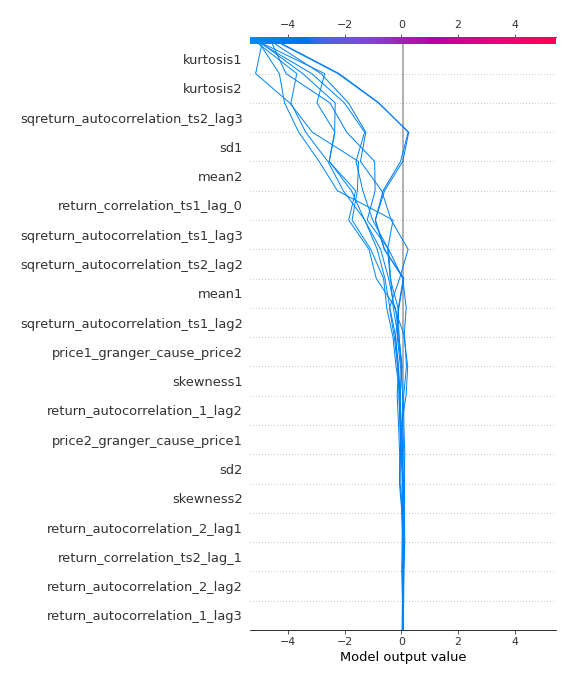 −4 −2 0 2 4
kurtosis1
kurtosis2
sqreturn_autocorrelation_ts2_lag3
sd1
mean2
return_correlation_ts1_lag_0
sqreturn_autocorrelation_ts1_lag3
sqreturn_autocorrelation_ts2_lag2
mean1
sqreturn_autocorrelation_ts1_lag2
price1_granger_cause_price2
skewness1
return_autocorrelation_1_lag2
price2_granger_cause_price1
sd2
skewness2
return_autocorrelation_2_lag1
return_correlation_ts2_lag_1
return_autocorrelation_2_lag2
return_autocorrelation_1_lag3
−4 −2 0 2 4
Model output value